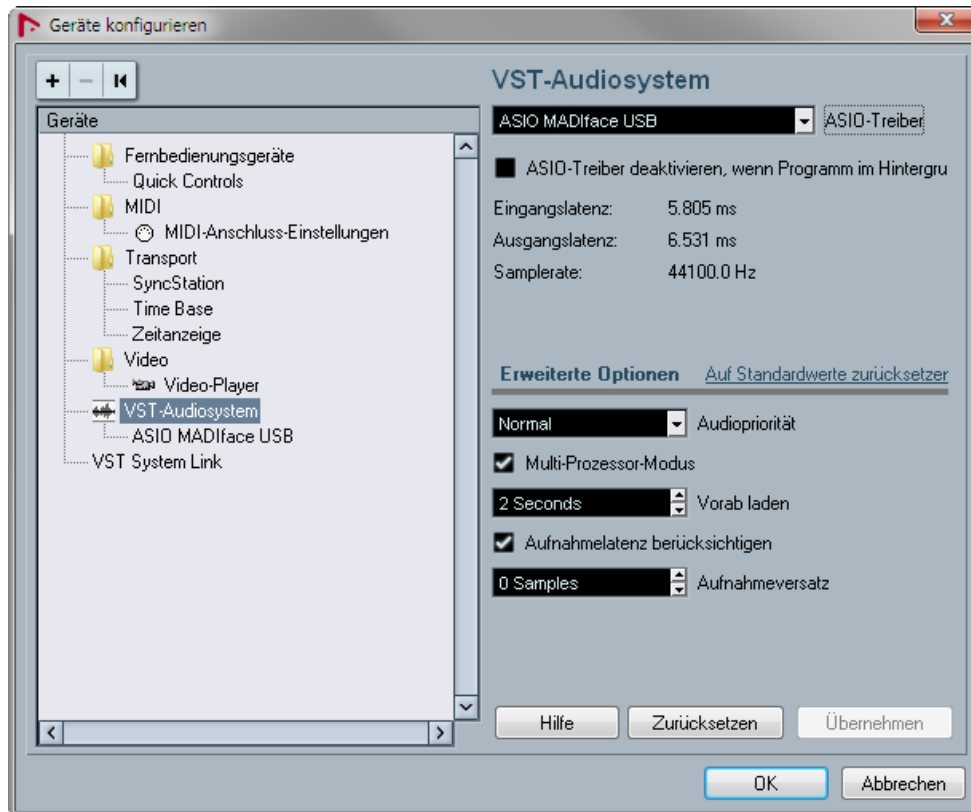 Geräte konfigurieren
Geräte
Fernbedienungsgeräte
Quick Controls
MIDI
MIDI-Anschluss-Einstellungen
Transport
SyncStation
Time Base
Zeitanzeige
Video
Video-Player
VST-Audiosystem
ASIO MADIface USB
VST System Link
VST-Audiosystem
ASIO MADIface USB ASIO-Treiber
ASIO-Treiber deaktivieren, wenn Programm im Hintergru
Eingangslatenz: 5.805 ms
Ausgangslatenz: 6.531 ms
Samplerate: 44100.0 Hz
Erweiterte Optionen Auf Standardwerte zurücksetzer
Normal Audiopriorität
Multi-Prozessor-Modus
2 Seconds Vorab laden
Aufnahmelatenz berücksichtigen
0 Samples Aufnahmeversatz
Hilfe Zurücksetzen Übernehmen
OK Abbrechen